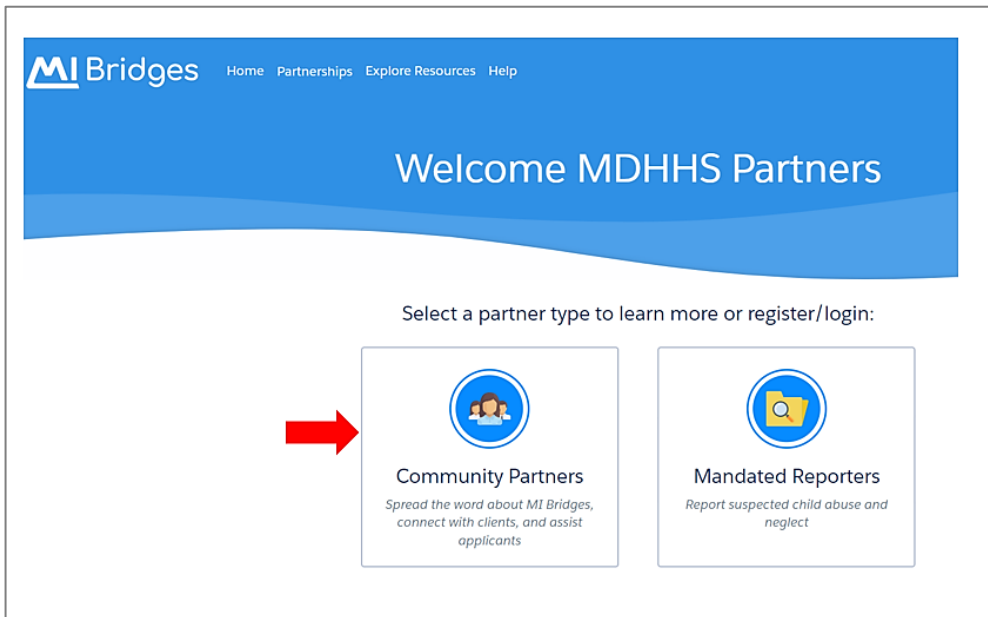 MI Bridges Home Partnerships Explore Resources Help
Welcome MDHHS Partners
Select a partner type to learn more or register/login:
Community Partners
Spread the word about MI Bridges,
connect with clients, and assist
applicants
Mandated Reporters
Report suspected child abuse and
neglect